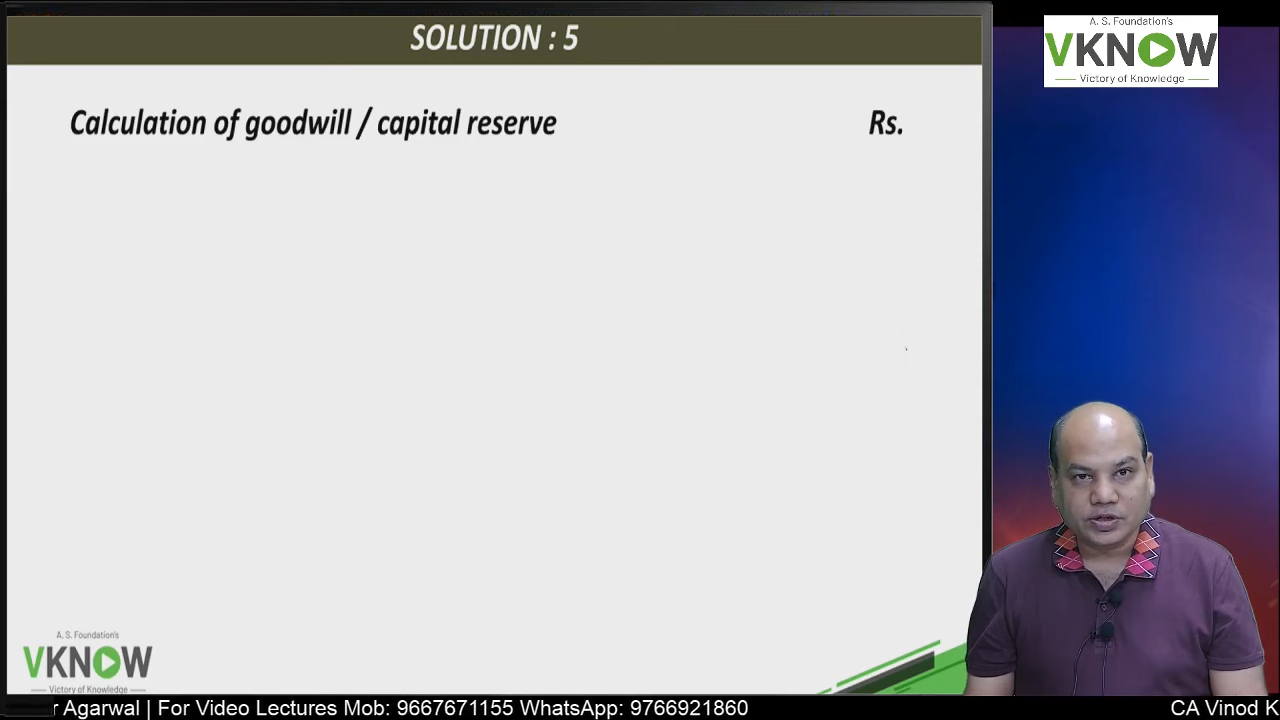 SOLUTION : 5
A. S. Foundation's
VKNOW
Victory of Knowledge
Calculation of goodwill / capital reserve Rs.
A. S. Foundation's
VKNOW
Victory of Knowledge
r Agarwal | For Video Lectures Mob: 9667671155 WhatsApp: 9766921860 CA Vinod K